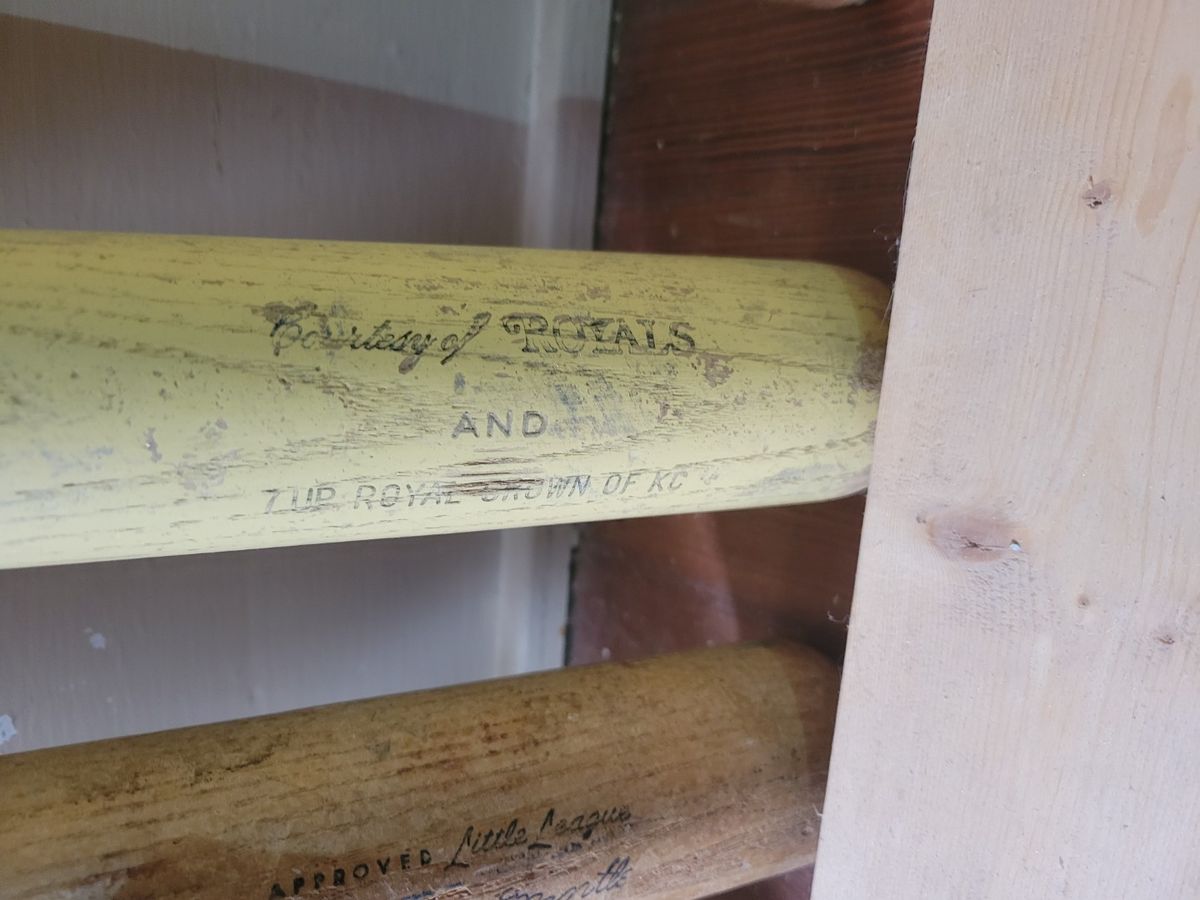 Courtesy of ROYALS
AND
7 UP ROYAL CROWN OF KC
APPROVED Little League